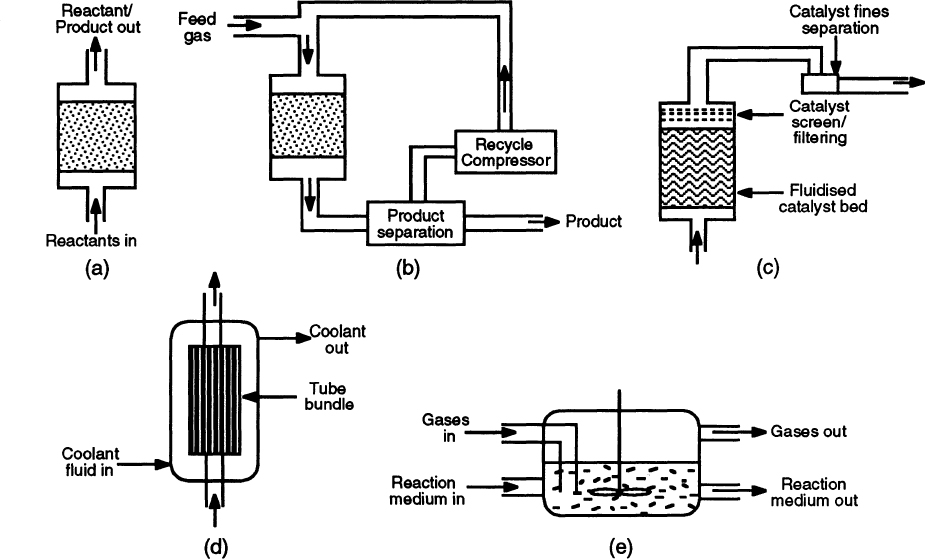 Reactant/
Product out
Reactants in
(a)
Feed
gas
Recycle
Compressor
Product
separation
Product
(b)
Catalyst fines
separation
Catalyst
screen/
filtering
Fluidised
catalyst bed
(c)
Coolant
out
Tube
bundle
Coolant
fluid in
(d)
Gases
in
Gases out
Reaction
medium in
Reaction
medium out
(e)